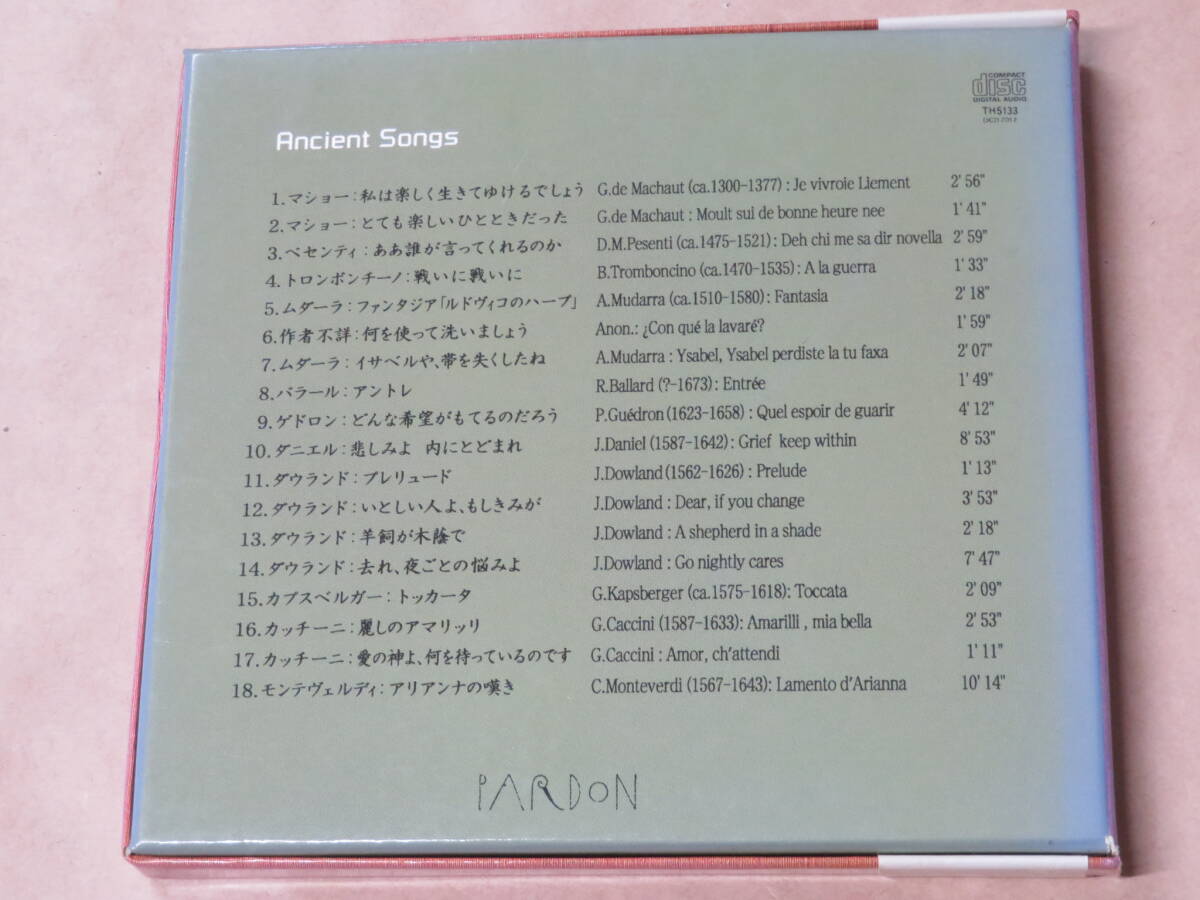 COMPACT
disc
DIGITAL AUDIO
TH5133
Ancient Songs
1.マショー:私は楽しく生きてゆけるでしょう G.de Machaut (ca.1300-1377) : Je vivroie Liement 2' 56"
2.マショー:とても楽しいひとときだった G.de Machaut : Moult sui de bonne heure nee 1' 41"
3.ペセンティ:ああ誰が言ってくれるのか D.M.Pesenti (ca.1475-1521) : Deh chi me sa dir novella 2' 59"
4.トロンボンチーノ:戦いに戦いに B.Tromboncino (ca.1470-1535) : A la guerra 1' 33"
5.ムダーラ:ファンタジア「ルドヴィコのハープ」 A.Mudarra (ca.1510-1580) : Fantasia 2' 18"
6.作者不詳:何を使って洗いましょう Anon.: ¿Con qué la lavaré? 1' 59"
7.ムダーラ:イサベルや、帯を失くしたね A.Mudarra : Ysabel, Ysabel perdiste la tu faxa 2' 07"
8.バラール:アントレ R.Ballard (?-1673) : Entrée 1' 49"
9.ゲドロン:どんな希望がもてるのだろう P.Guédron (1623-1658) : Quel espoir de guarir 4' 12"
10.ダニエル:悲しみよ 内にとどまれ J.Daniel (1587-1642) : Grief keep within 8' 53"
11.ダウランド:プレリュード J.Dowland (1562-1626) : Prelude 1' 13"
12.ダウランド:いとしい人よ、もしきみが J.Dowland : Dear, if you change 3' 53"
13.ダウランド:羊飼が木蔭で J.Dowland : A shepherd in a shade 2' 18"
14.ダウランド:去れ、夜ごとの悩みよ J.Dowland : Go nightly cares 7' 47"
15.カプスベルガー:トッカータ G.Kapsberger (ca.1575-1618): Toccata 2' 09"
16.カッチーニ:麗しのアマリッリ G.Caccini (1587-1633): Amarilli , mia bella 2' 53"
17.カッチーニ:愛の神よ、何を待っているのです G.Caccini : Amor, ch'attendi 1' 11"
18.モンテヴェルディ:アリアンナの嘆き C.Monteverdi (1567-1643): Lamento d'Arianna 10' 14"
PARDON